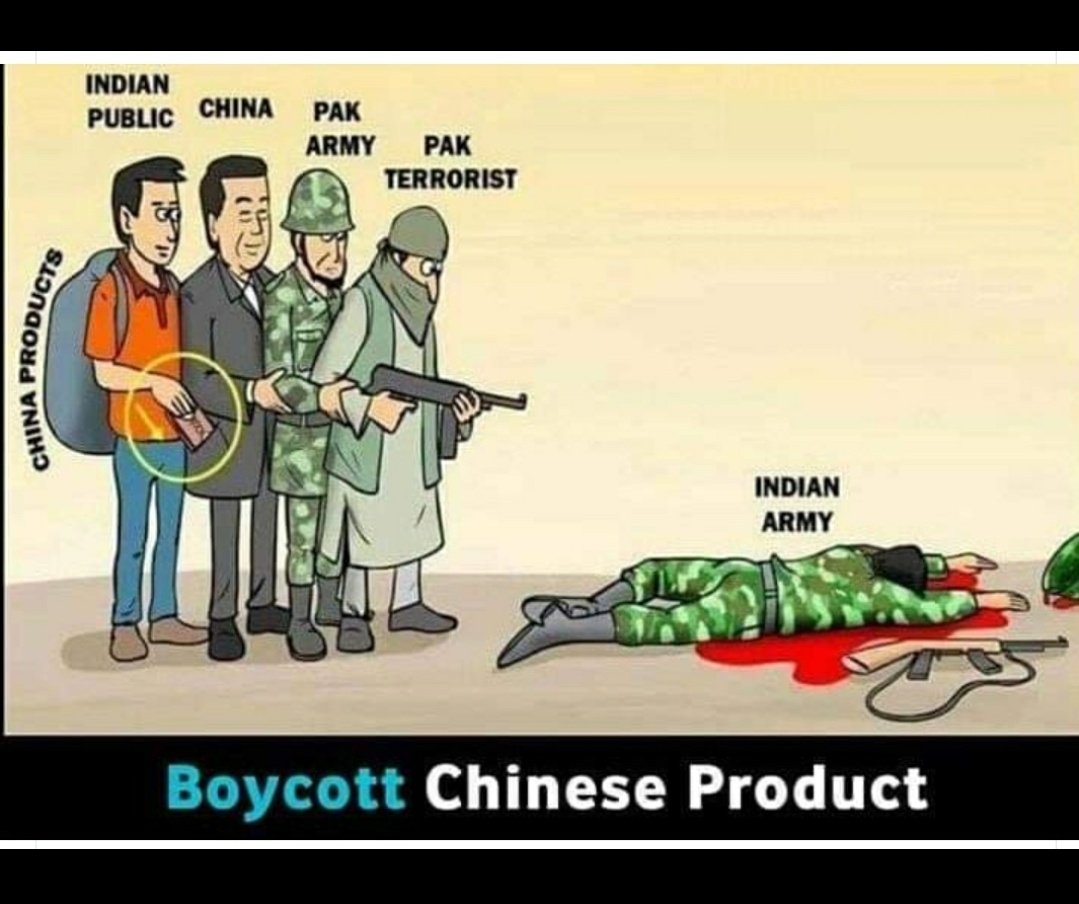 INDIAN
PUBLIC
CHINA
PAK
ARMY
PAK
TERRORIST
CHINA PRODUCTS
INDIAN
ARMY
Boycott Chinese Product